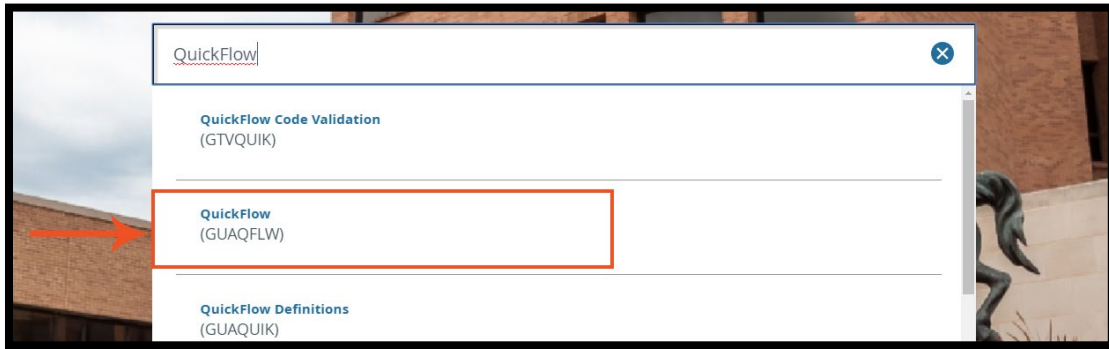 QuickFlow
QuickFlow Code Validation
(GTVQUIK)
QuickFlow
(GUAQFLW)
QuickFlow Definitions
(GUAQUIK)